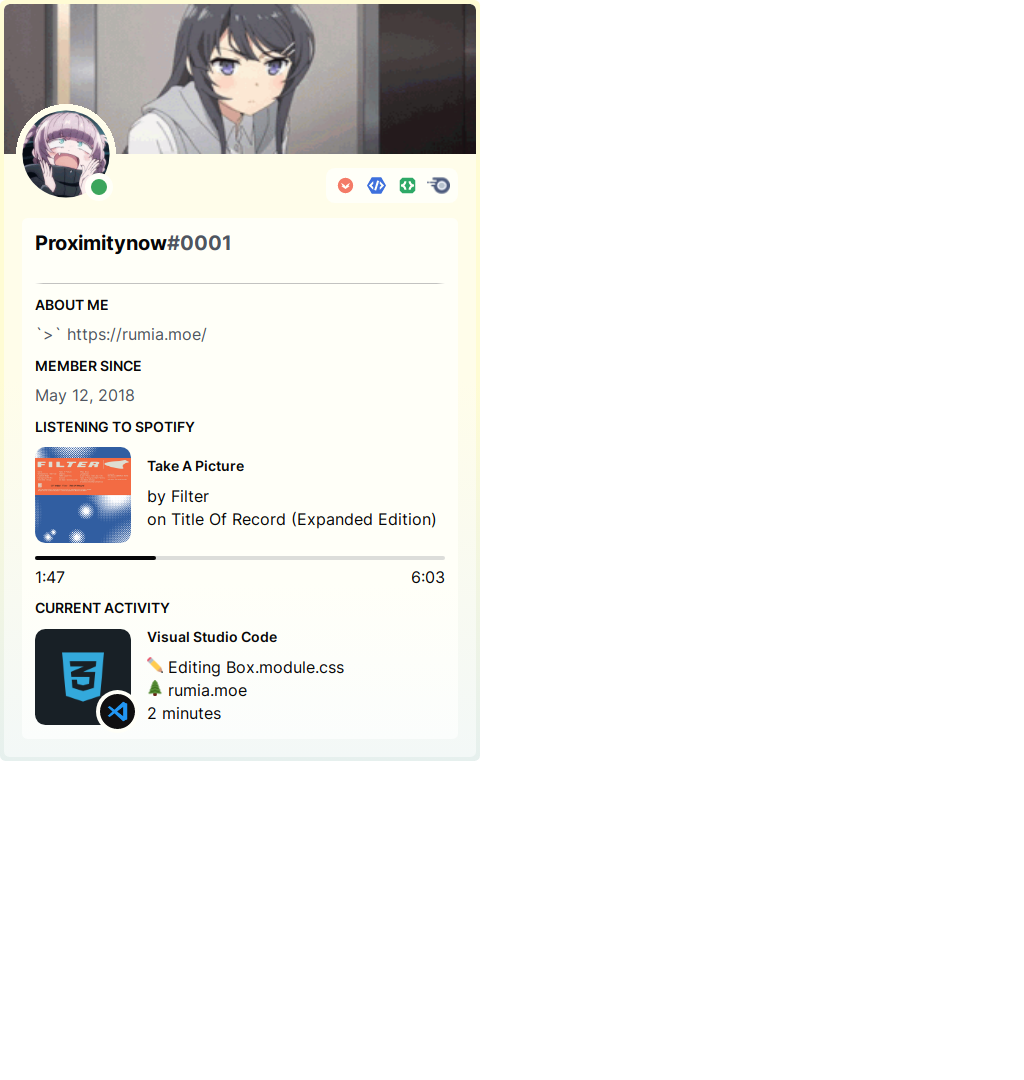 Proximitynow#0001
ABOUT ME
`>` https://rumia.moe/
MEMBER SINCE
May 12, 2018
LISTENING TO SPOTIFY
FILTER
Take A Picture
by Filter
on Title Of Record (Expanded Edition)
1:47 6:03
CURRENT ACTIVITY
Visual Studio Code
✏️ Editing Box.module.css
🌲 rumia.moe
2 minutes